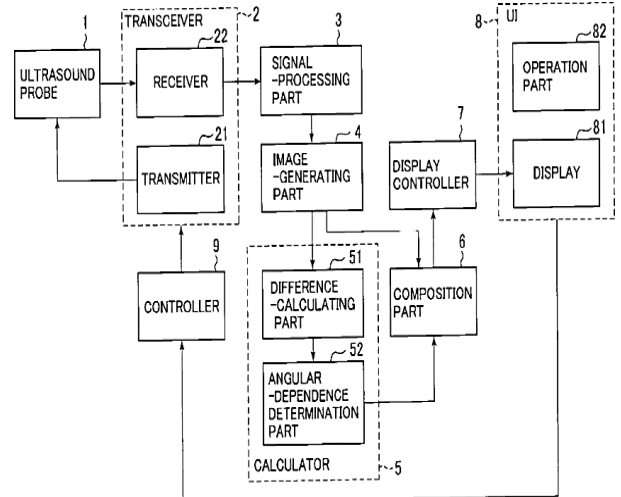 1
TRANSCEIVER
2
22
RECEIVER
21
TRANSMITTER
ULTRASOUND
PROBE
3
SIGNAL
-PROCESSING
PART
4
IMAGE
-GENERATING
PART
8
UI
82
OPERATION
PART
81
DISPLAY
7
DISPLAY
CONTROLLER
9
CONTROLLER
51
DIFFERENCE
-CALCULATING
PART
52
ANGULAR
-DEPENDENCE
DETERMINATION
PART
CALCULATOR
5
6
COMPOSITION
PART